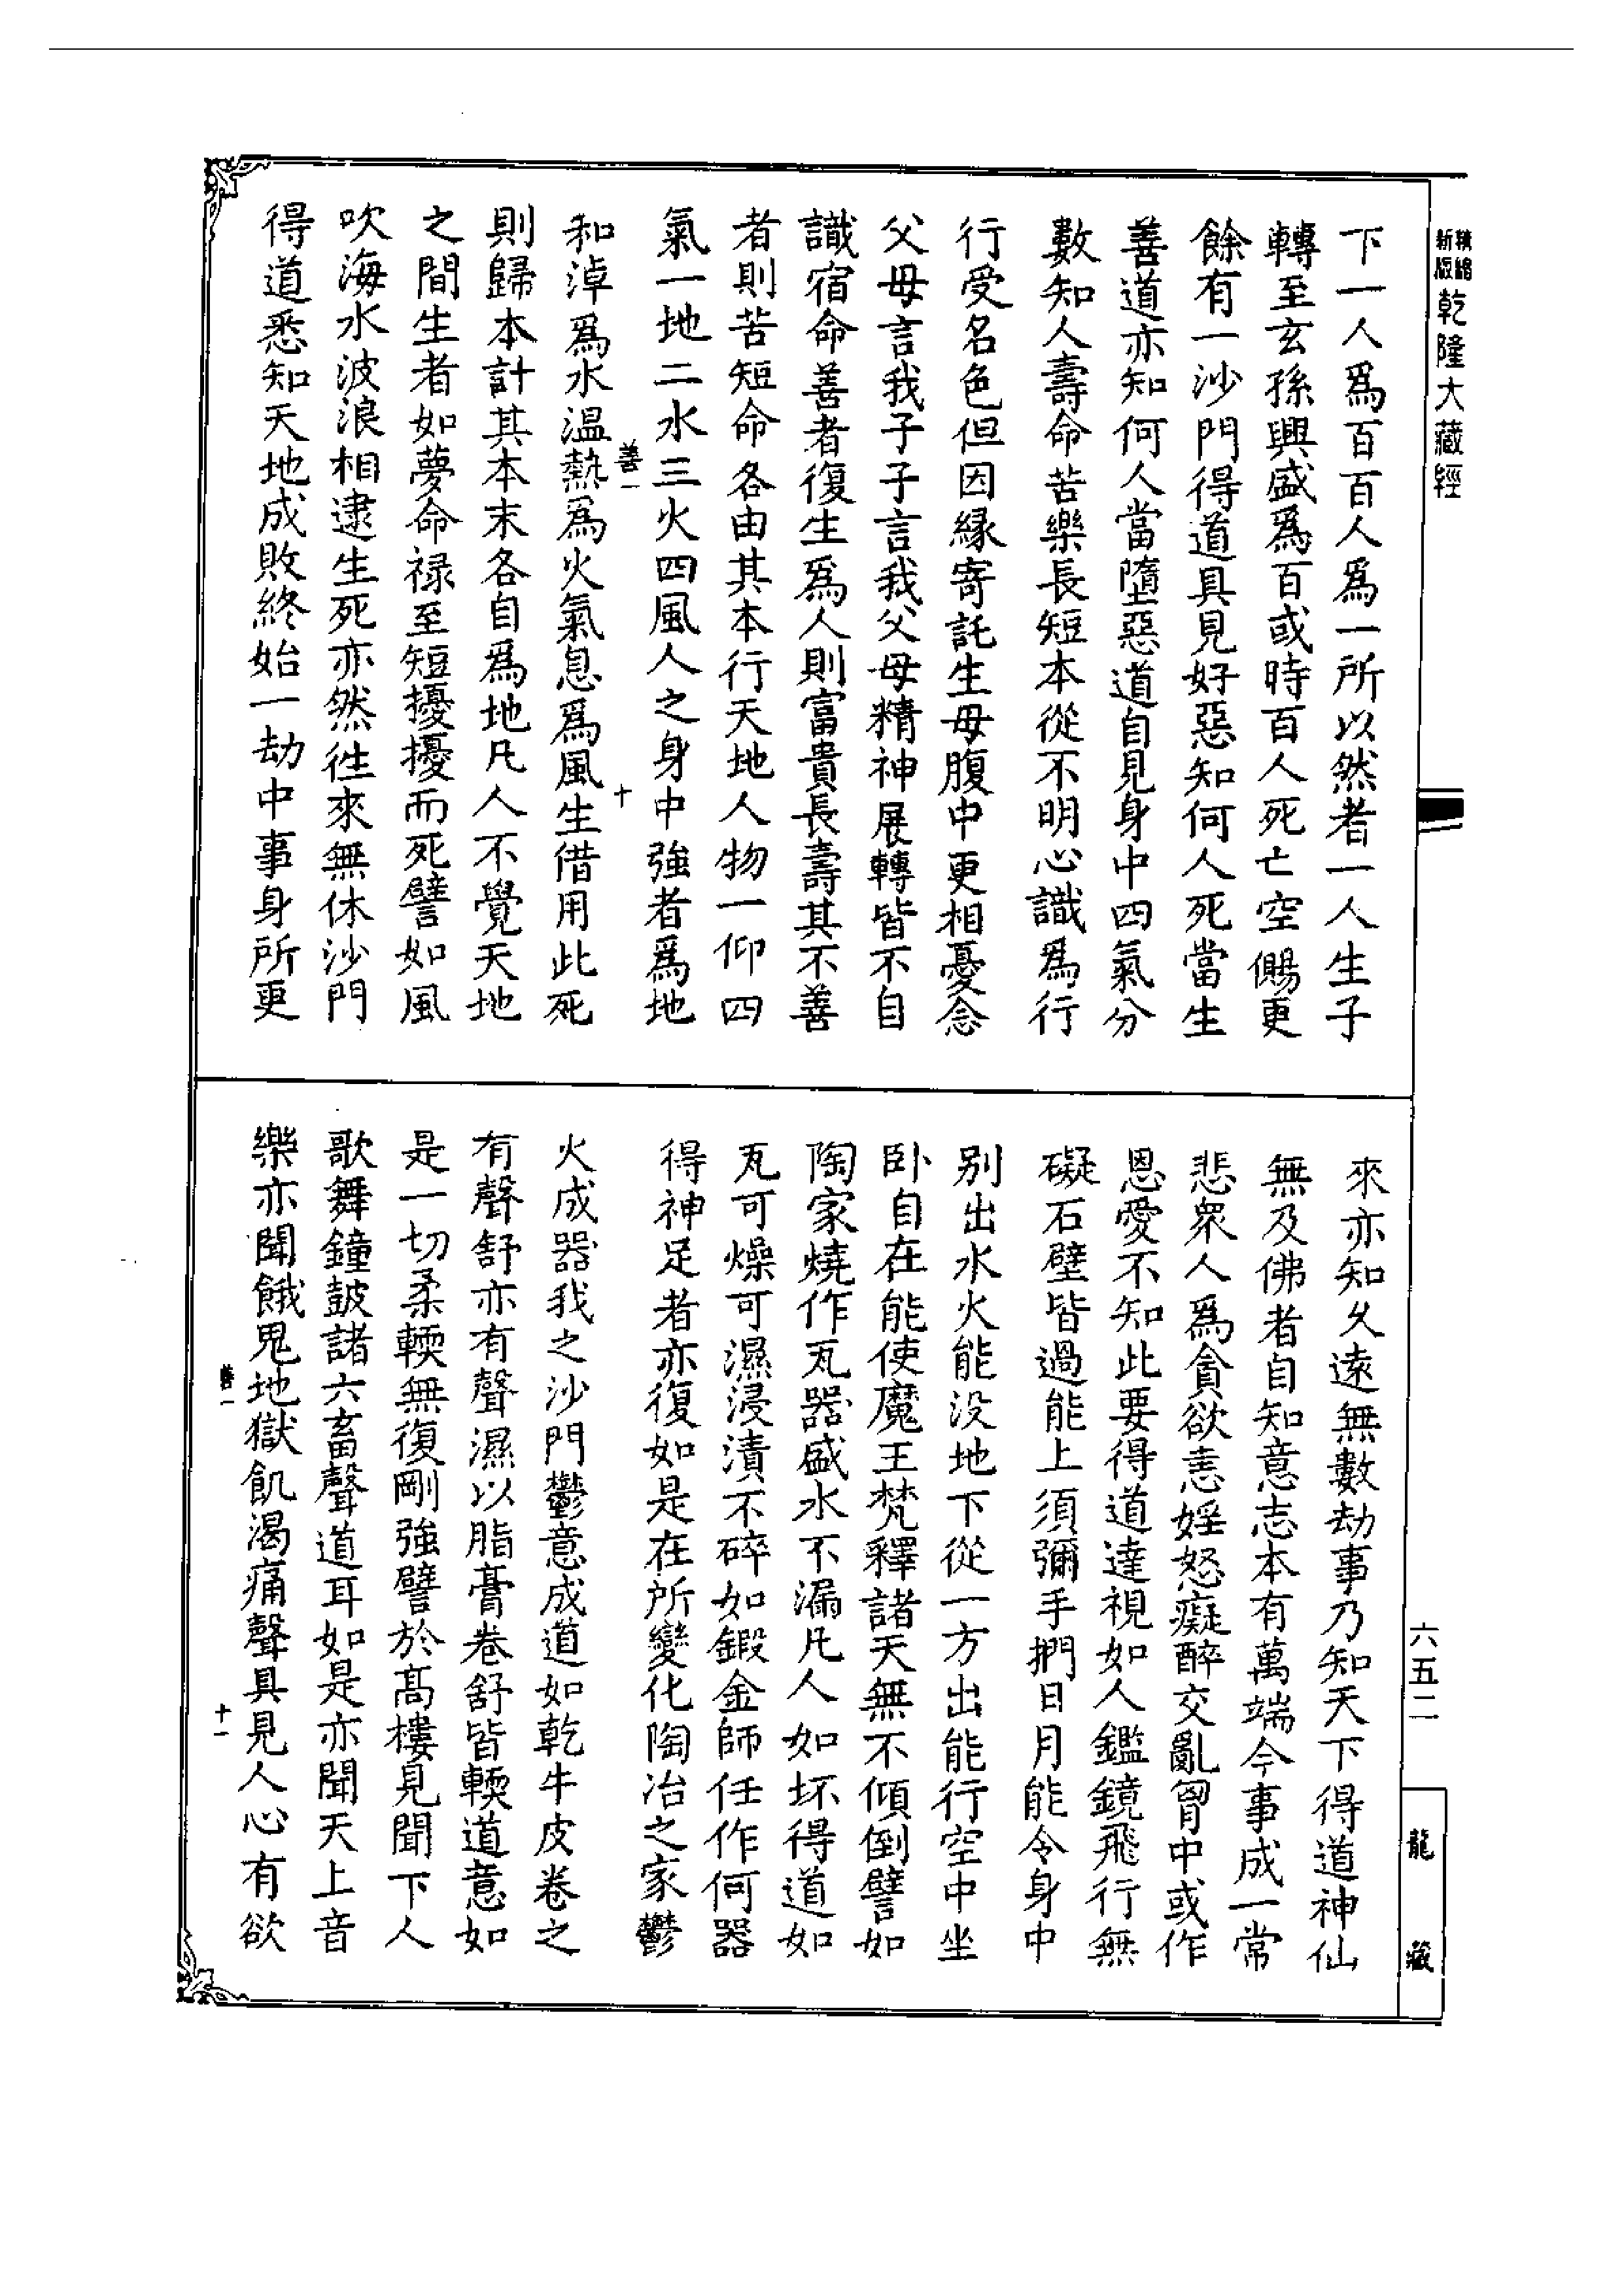 精縮新版乾隆大藏經
下一人爲百百人爲一所以然者一人生子
轉至玄孫興盛爲百或時百人死亡空賜更
餘有一沙門得道具見好惡知何人死當生
善道亦知何人當墮惡道自見身中四氣分
數知人壽命苦樂長短本從不明心識爲行
行受名色但因緣寄託生母腹中更相憂念
父母言我子子言我父母精神展轉皆不自
識宿命善者復生爲人則富貴長壽其不善
者則苦短命各由其本行天地人物一仰四
氣一地二水三火四風人之身中強者爲地
善一
十
和淖爲水温熱爲火氣息爲風生借用此死
則歸本計其本末各自爲地凡人不覺天地
之間生者如夢命禄至短擾擾而死譬如風
吹海水波浪相逮生死亦然徃來無休沙門
得道悉知天地成敗終始一劫中事身所更
來亦知久遠無數劫事乃知天下得道神仙
無及佛者自知意志本有萬端今事成一常
悲衆人爲貪欲恚婬怒癡醉交亂胷中或作
恩愛不知此要得道達視如人鑑鏡飛行無
礙石壁皆過能上須彌手捫日月能令身中
別出水火能没地下從一方出能行空中坐
卧自在能使魔王梵釋諸天無不傾倒譬如
陶家燒作瓦器盛水不漏凡人如坏得道如
瓦可燥可濕浸漬不碎如鍛金師任作何器
得神足者亦復如是在所變化陶冶之家鬱
火成器我之沙門鬱意成道如乾牛皮卷之
有聲舒亦有聲濕以脂膏卷舒皆輭道意如
是一切柔輭無復剛強譬於髙樓見聞下人
歌舞鐘鼓諸六畜聲道耳如是亦聞天上音
樂亦聞餓鬼地獄飢渴痛聲具見人心有欲
善一
十一
六五二
龍藏